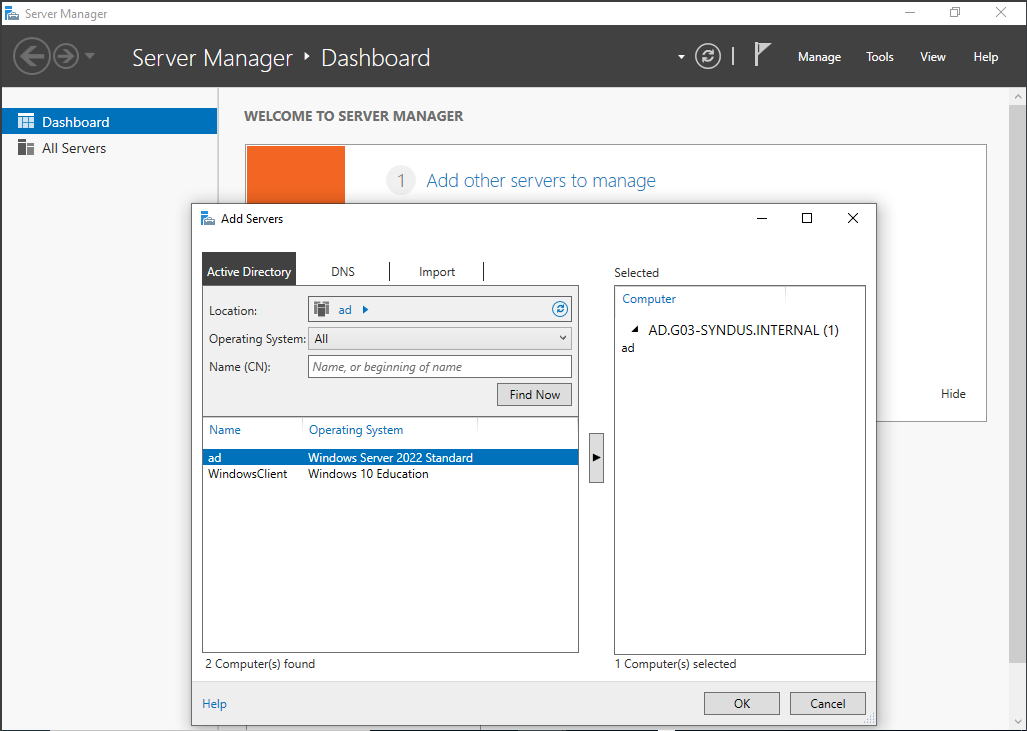 Server Manager
Server Manager ‣ Dashboard
Manage Tools View Help
Dashboard
All Servers
WELCOME TO SERVER MANAGER
1 Add other servers to manage
Hide
Add Servers
Active Directory DNS Import
Location: ad
Operating System: All
Name (CN): Name, or beginning of name
Find Now
Name Operating System
ad Windows Server 2022 Standard
WindowsClient Windows 10 Education
2 Computer(s) found
Selected
Computer
AD.G03-SYNDUS.INTERNAL (1)
ad
1 Computer(s) selected
Help OK Cancel